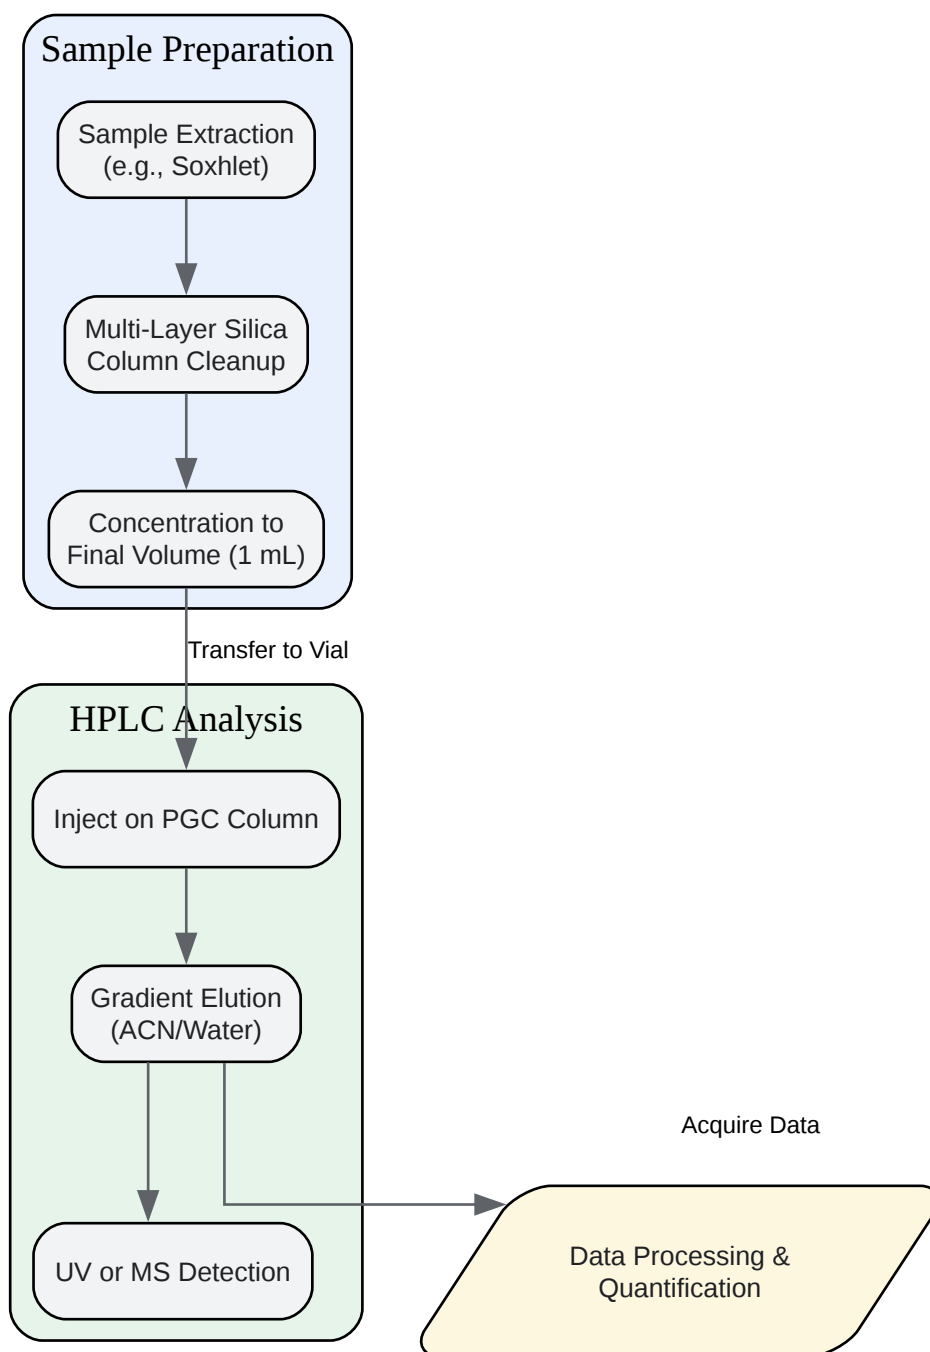 Sample Preparation
Sample Extraction
(e.g., Soxhlet)
Multi-Layer Silica
Column Cleanup
Concentration to
Final Volume (1 mL)
Transfer to Vial
HPLC Analysis
Inject on PGC Column
Gradient Elution
(ACN/Water)
Acquire Data
UV or MS Detection
Data Processing &
Quantification